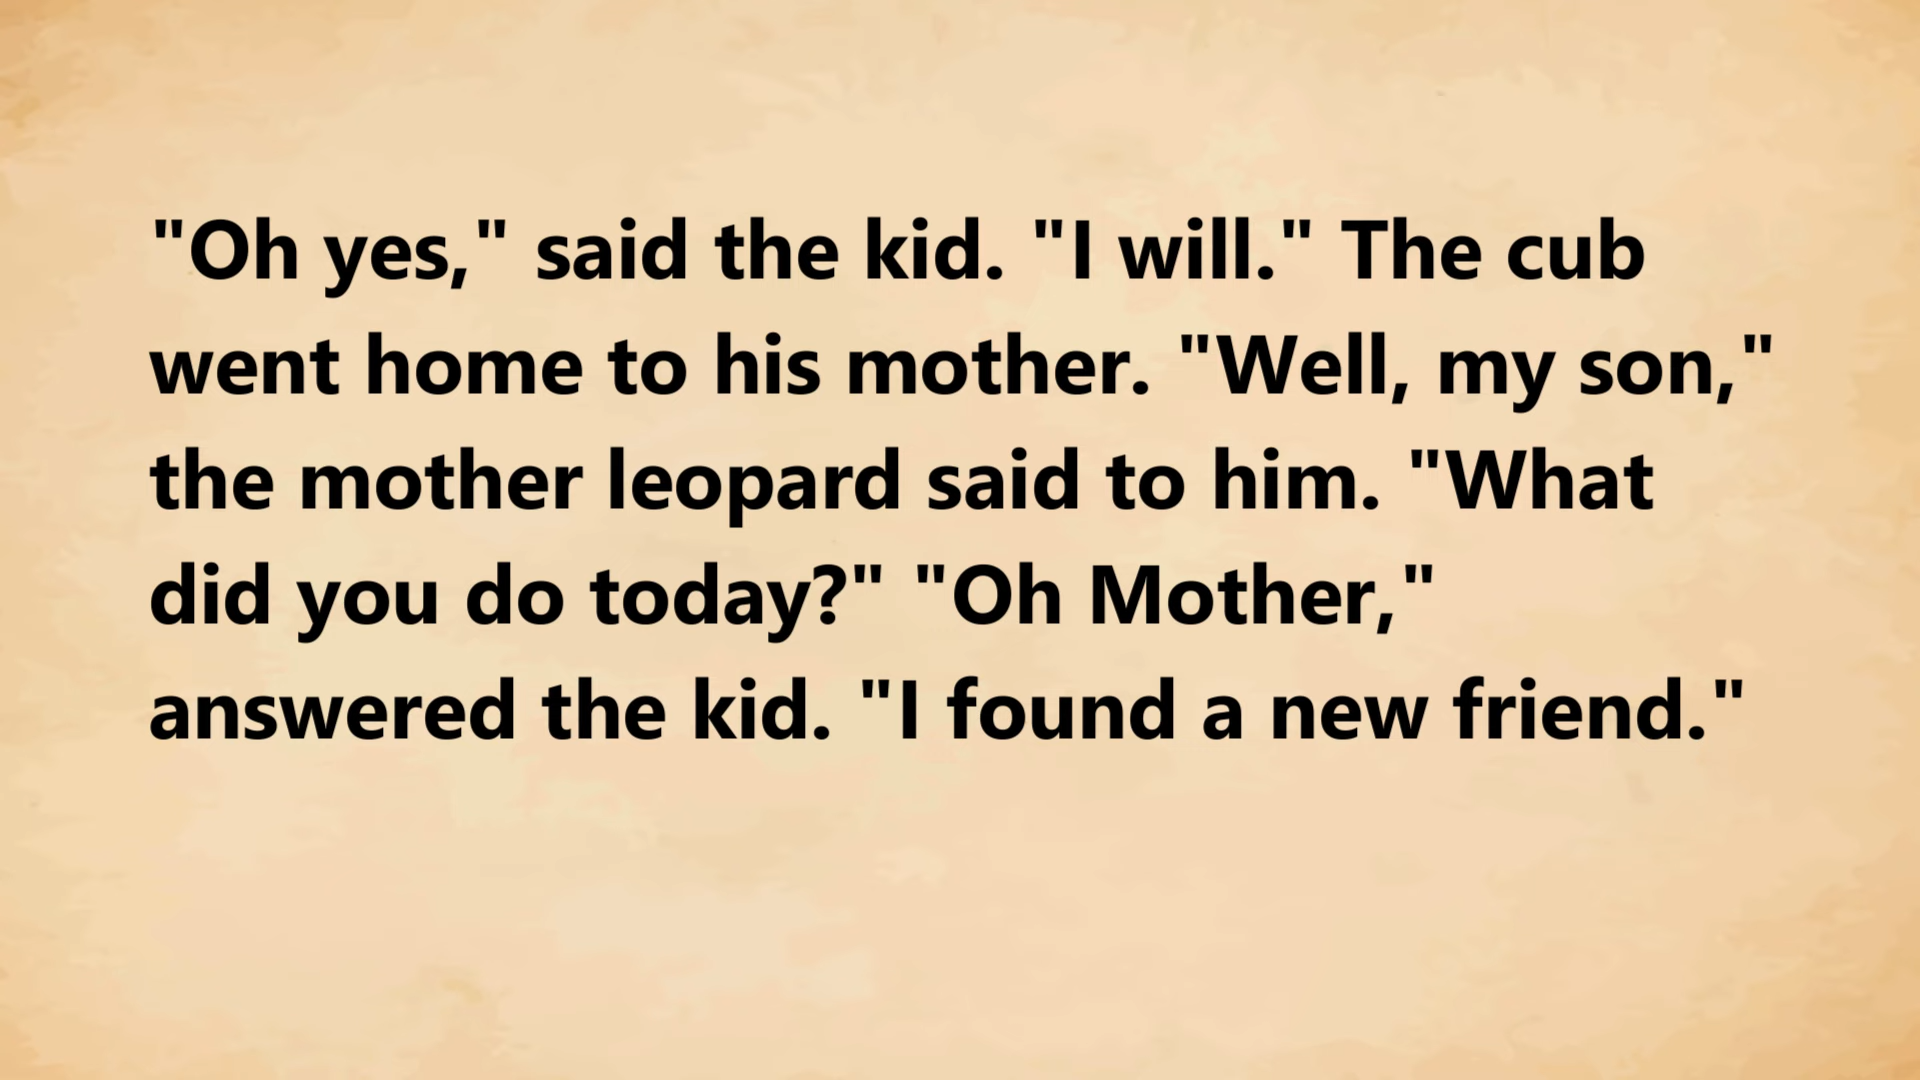 "Oh yes," said the kid. "I will." The cub
went home to his mother. "Well, my son,"
the mother leopard said to him. "What
did you do today?" "Oh Mother,"
answered the kid. "I found a new friend."